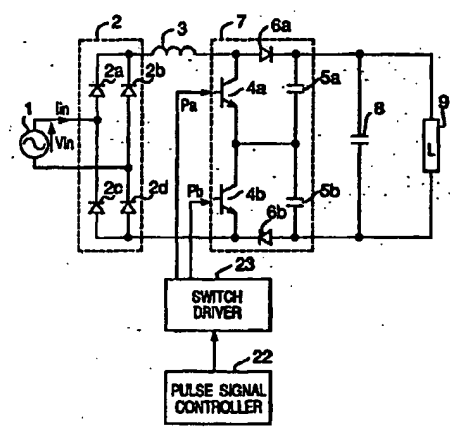 2 3 6a 7
2a 2b
1 Iin Pa 4a 5a 8 9
Vin L
2c 2d Pb 4b 5b
6b
23
SWITCH
DRIVER
22
PULSE SIGNAL
CONTROLLER